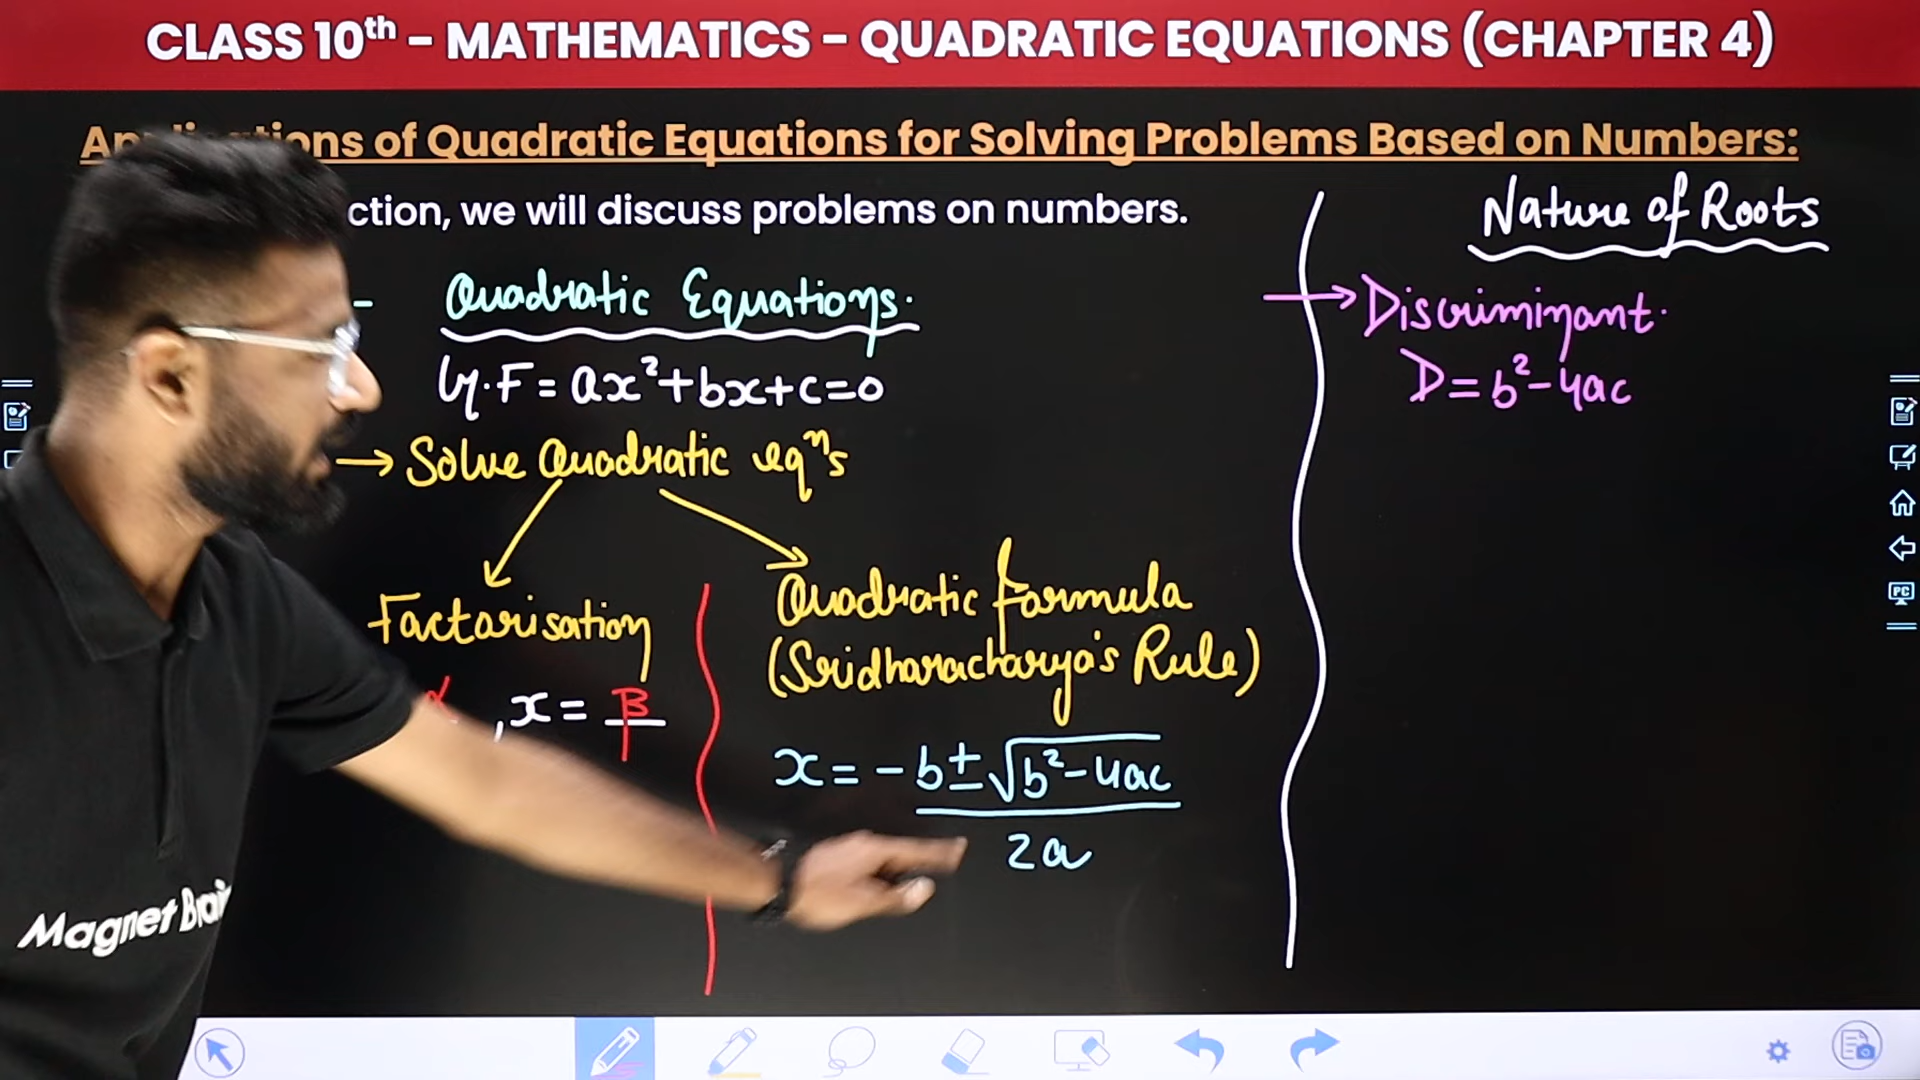 CLASS 10th - MATHEMATICS - QUADRATIC EQUATIONS (CHAPTER 4)
of Quadratic Equations for Solving Problems Based on Numbers:
we will discuss problems on numbers.
- Quadratic Equations.
G.F = ax²+bx+c=0
→ Solve Quadratic eqⁿs
Factorisation
α , x = β
Quadratic formula
(Sridharacharya's Rule)
x = -b±√b²-4ac
2a
Nature of Roots
→ Discriminant.
D = b²-4ac
Magnet Brai
PC